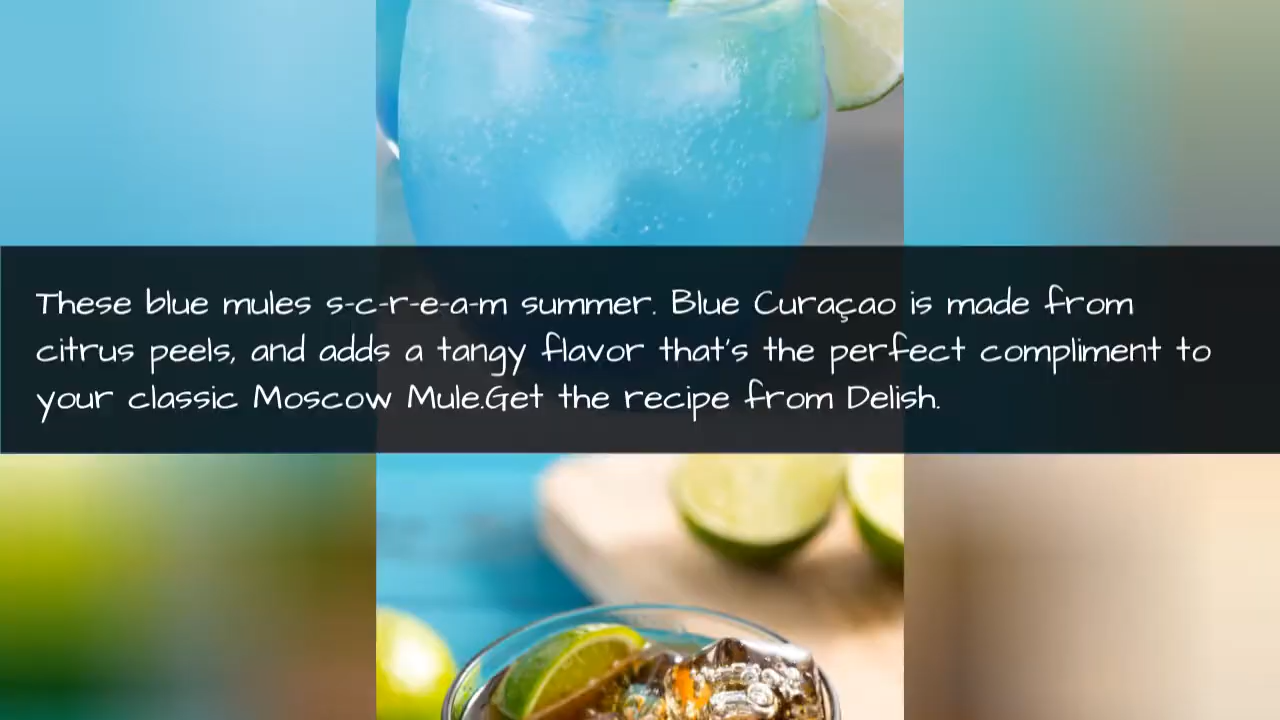 These blue mules s-c-r-e-a-m summer. Blue Curaçao is made from
citrus peels, and adds a tangy flavor that's the perfect compliment to
your classic Moscow Mule.Get the recipe from Delish.